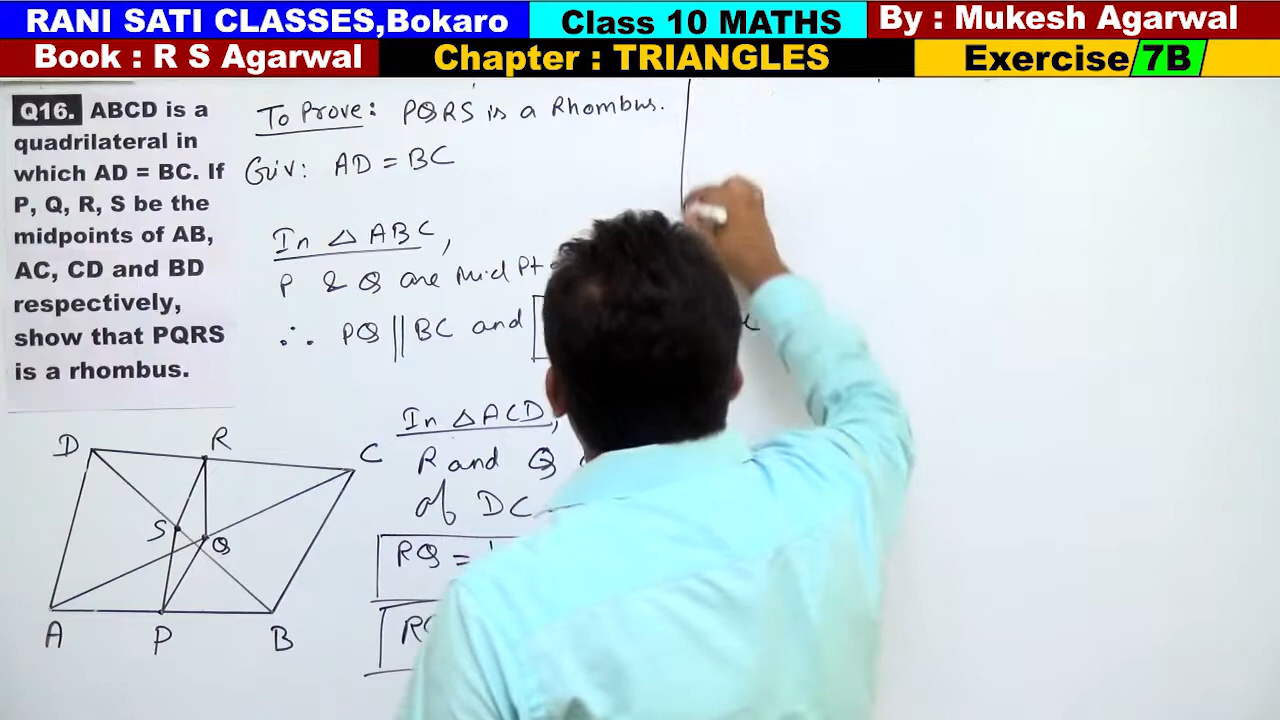 RANI SATI CLASSES,Bokaro
Class 10 MATHS
By : Mukesh Agarwal
Book : R S Agarwal
Chapter : TRIANGLES
Exercise 7B
Q16. ABCD is a
quadrilateral in
which AD = BC. If
P, Q, R, S be the
midpoints of AB,
AC, CD and BD
respectively,
show that PQRS
is a rhombus.
To Prove: PQRS is a Rhombus.
Giv: AD = BC
In △ ABC,
P & Q are Mid Pt
∴ PQ || BC and
In △ ACD,
R and Q
of DC
RQ =
D R C
S Q
A P B